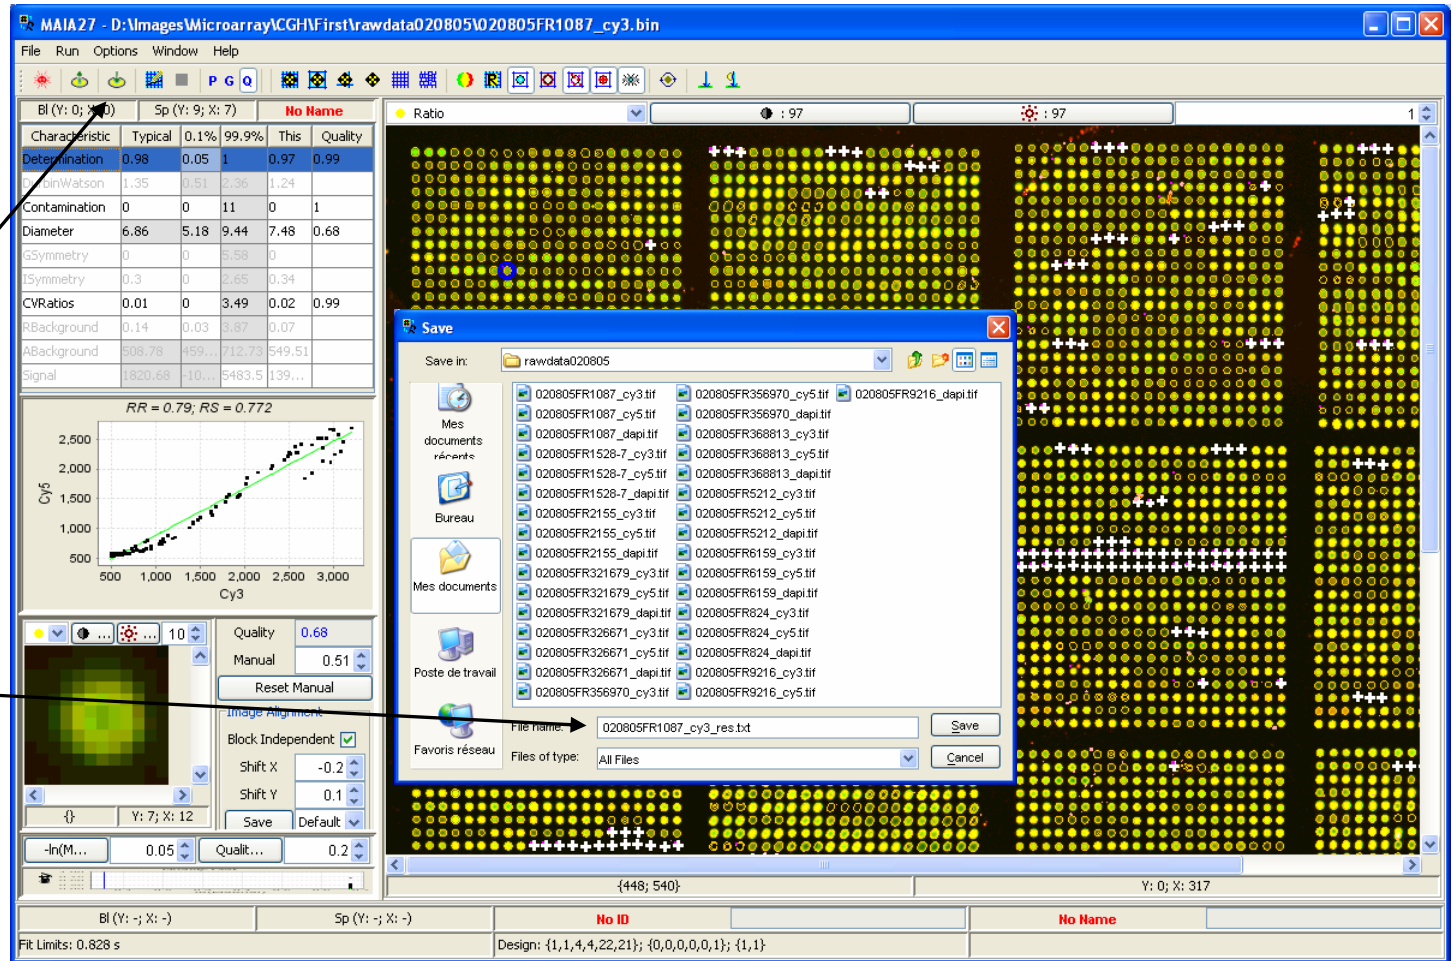 MAIA27 - D:\Images\Microarray\CGH\First\rawdata020805\020805FR1087_cy3.bin
File Run Options Window Help
P G Q
Bl (Y: 0; X: 0) Sp (Y: 9; X: 7) No Name
Characteristic Typical 0.1% 99.9% This Quality
Determination 0.98 0.05 1 0.97 0.99
DurbinWatson 1.35 0.51 2.36 1.24
Contamination 0 0 11 0 1
Diameter 6.86 5.18 9.44 7.48 0.68
GSymmetry 0 0 5.58 0
ISymmetry 0.3 0 2.65 0.34
CVRatios 0.01 0 3.49 0.02 0.99
RBackground 0.14 0.03 3.87 0.07
ABackground 508.78 459... 712.73 549.51
Signal 1820.68 -10... 5483.5 139...
RR = 0.79; RS = 0.772
2,500
2,000
1,500
1,000
500
Cy5
500 1,000 1,500 2,000 2,500 3,000
Cy3
... ... 10
Quality 0.68
Manual 0.51
Reset Manual
Image Alignment
Block Independent
Shift X -0.2
Shift Y 0.1
Save Default
{} Y: 7; X: 12
-ln(M... 0.05 Qualit... 0.2
Ratio : 97 : 97 1
Save
Save in: rawdata020805
Mes documents récents
Bureau
Mes documents
Poste de travail
Favoris réseau
020805FR1087_cy3.tif 020805FR356970_cy5.tif 020805FR9216_dapi.tif
020805FR1087_cy5.tif 020805FR356970_dapi.tif
020805FR1087_dapi.tif 020805FR368813_cy3.tif
020805FR1528-7_cy3.tif 020805FR368813_cy5.tif
020805FR1528-7_cy5.tif 020805FR368813_dapi.tif
020805FR1528-7_dapi.tif 020805FR5212_cy3.tif
020805FR2155_cy3.tif 020805FR5212_cy5.tif
020805FR2155_cy5.tif 020805FR5212_dapi.tif
020805FR2155_dapi.tif 020805FR6159_cy3.tif
020805FR321679_cy3.tif 020805FR6159_cy5.tif
020805FR321679_cy5.tif 020805FR6159_dapi.tif
020805FR321679_dapi.tif 020805FR824_cy3.tif
020805FR326671_cy3.tif 020805FR824_cy5.tif
020805FR326671_cy5.tif 020805FR824_dapi.tif
020805FR326671_dapi.tif 020805FR9216_cy3.tif
020805FR356970_cy3.tif 020805FR9216_cy5.tif
File name: 020805FR1087_cy3_res.txt Save
Files of type: All Files Cancel
{448; 540} Y: 0; X: 317
Bl (Y: -; X: -) Sp (Y: -; X: -) No ID No Name
Fit Limits: 0.828 s Design: {1,1,4,4,22,21}; {0,0,0,0,0,1}; {1,1}